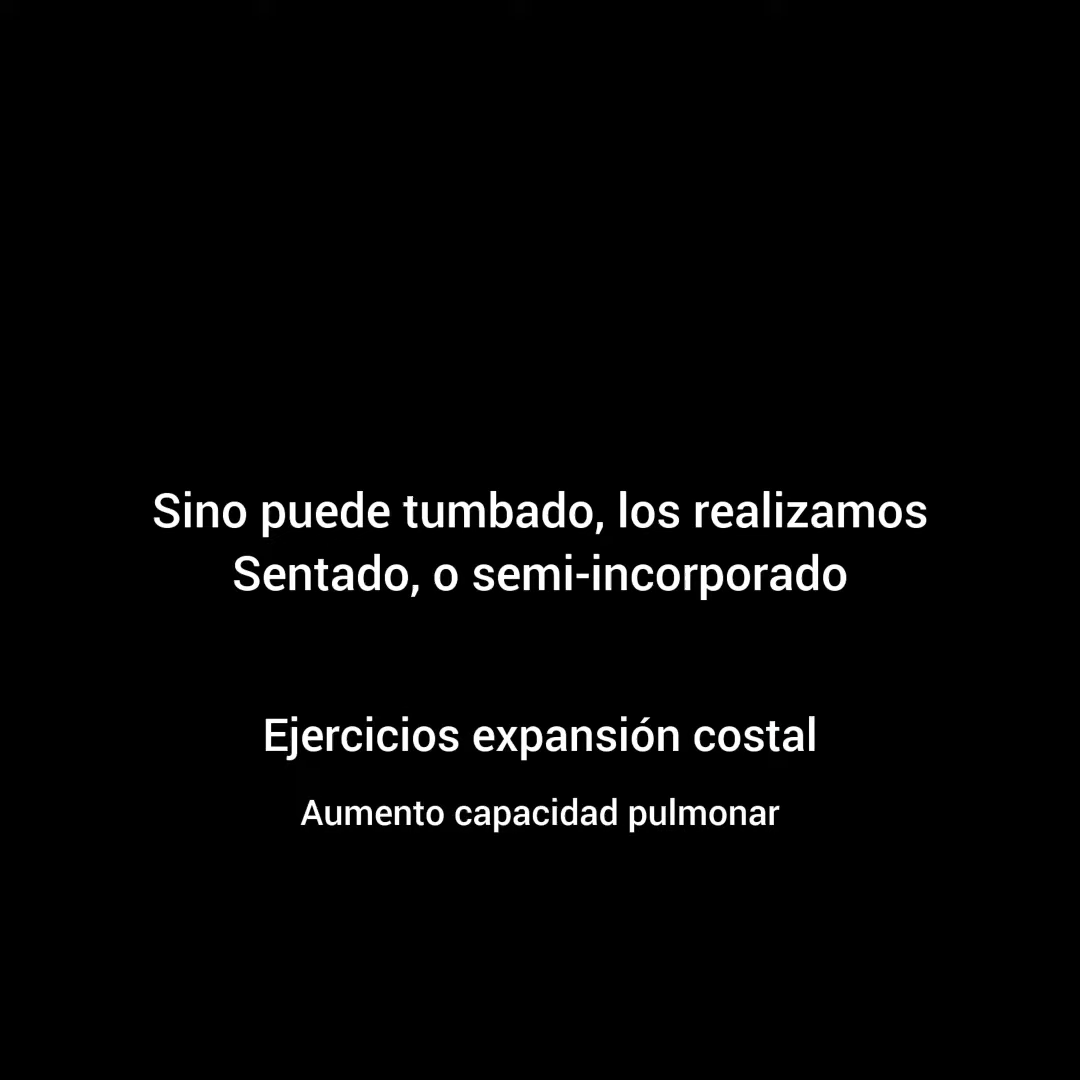 Sino puede tumbado, los realizamos
Sentado, o semi-incorporado
Ejercicios expansión costal
Aumento capacidad pulmonar